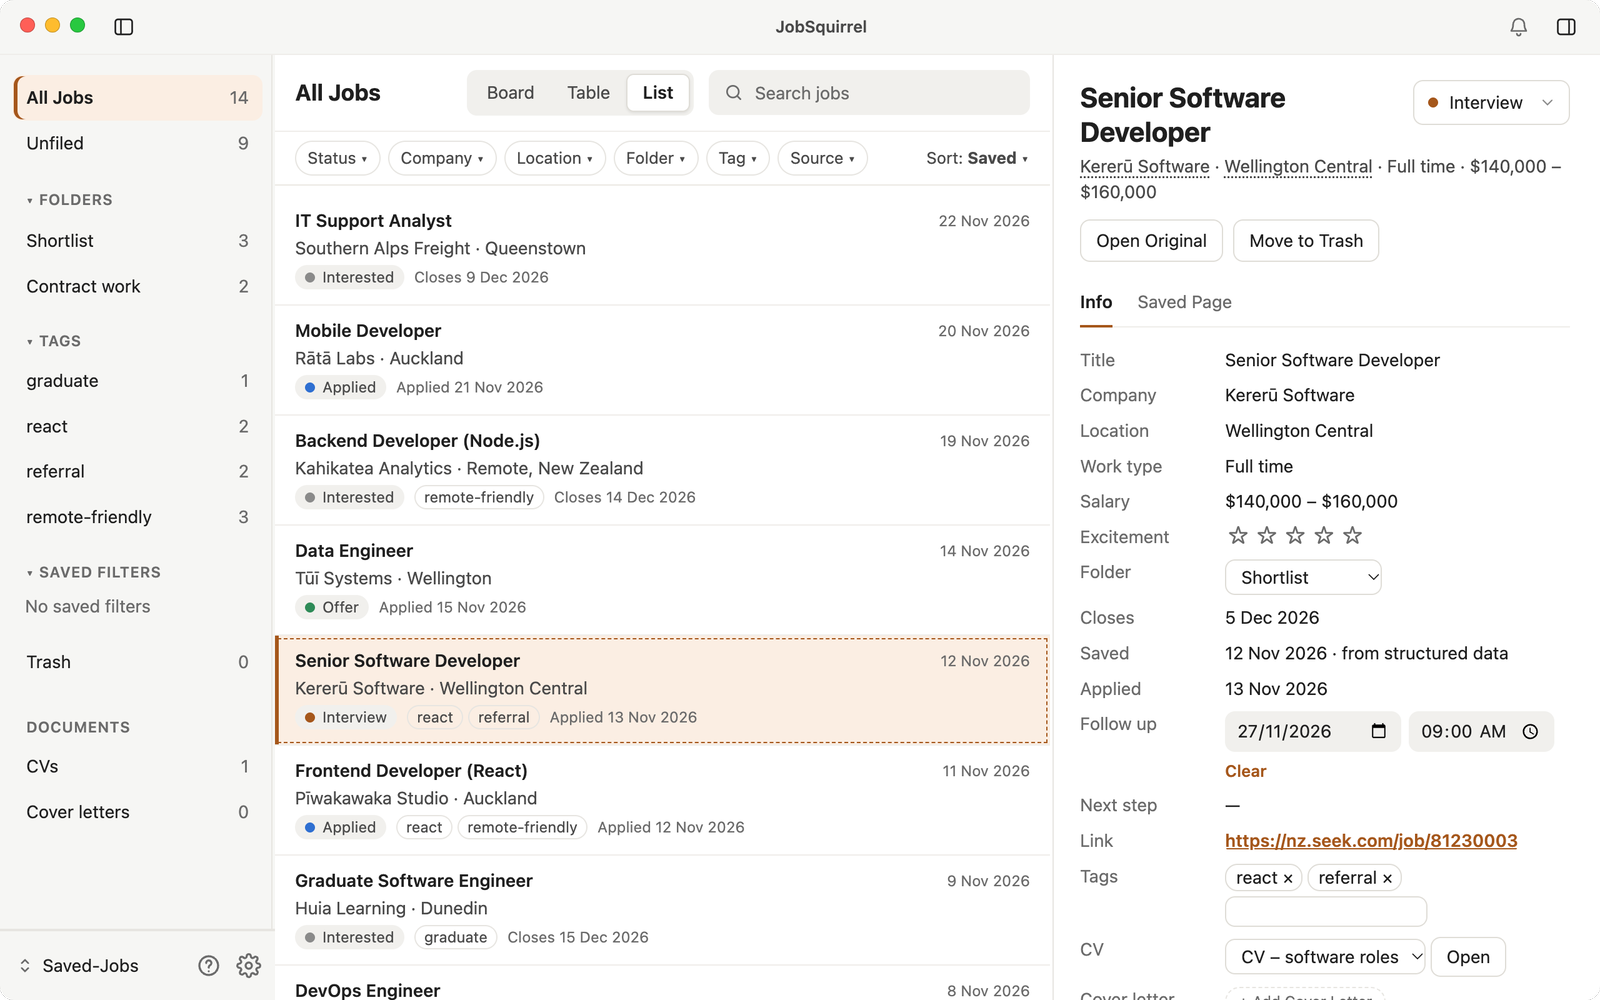 JobSquirrel
All Jobs 14
Unfiled 9
▾ FOLDERS
Shortlist 3
Contract work 2
▾ TAGS
graduate 1
react 2
referral 2
remote-friendly 3
▾ SAVED FILTERS
No saved filters
Trash 0
DOCUMENTS
CVs 1
Cover letters 0
Saved-Jobs
All Jobs
Board Table List
Search jobs
Status ▾ Company ▾ Location ▾ Folder ▾ Tag ▾ Source ▾ Sort: Saved ▾
IT Support Analyst 22 Nov 2026
Southern Alps Freight · Queenstown
Interested Closes 9 Dec 2026
Mobile Developer 20 Nov 2026
Rātā Labs · Auckland
Applied Applied 21 Nov 2026
Backend Developer (Node.js) 19 Nov 2026
Kahikatea Analytics · Remote, New Zealand
Interested remote-friendly Closes 14 Dec 2026
Data Engineer 14 Nov 2026
Tūī Systems · Wellington
Offer Applied 15 Nov 2026
Senior Software Developer 12 Nov 2026
Kererū Software · Wellington Central
Interview react referral Applied 13 Nov 2026
Frontend Developer (React) 11 Nov 2026
Pīwakawaka Studio · Auckland
Applied react remote-friendly Applied 12 Nov 2026
Graduate Software Engineer 9 Nov 2026
Huia Learning · Dunedin
Interested graduate Closes 15 Dec 2026
DevOps Engineer 8 Nov 2026
Senior Software
Developer
Interview
Kererū Software · Wellington Central · Full time · $140,000 –
$160,000
Open Original Move to Trash
Info Saved Page
Title Senior Software Developer
Company Kererū Software
Location Wellington Central
Work type Full time
Salary $140,000 – $160,000
Excitement ☆ ☆ ☆ ☆ ☆
Folder Shortlist
Closes 5 Dec 2026
Saved 12 Nov 2026 · from structured data
Applied 13 Nov 2026
Follow up 27/11/2026 09:00 AM
Clear
Next step —
Link https://nz.seek.com/job/81230003
Tags react × referral ×
CV CV – software roles Open
Cover letter + Add Cover Letter